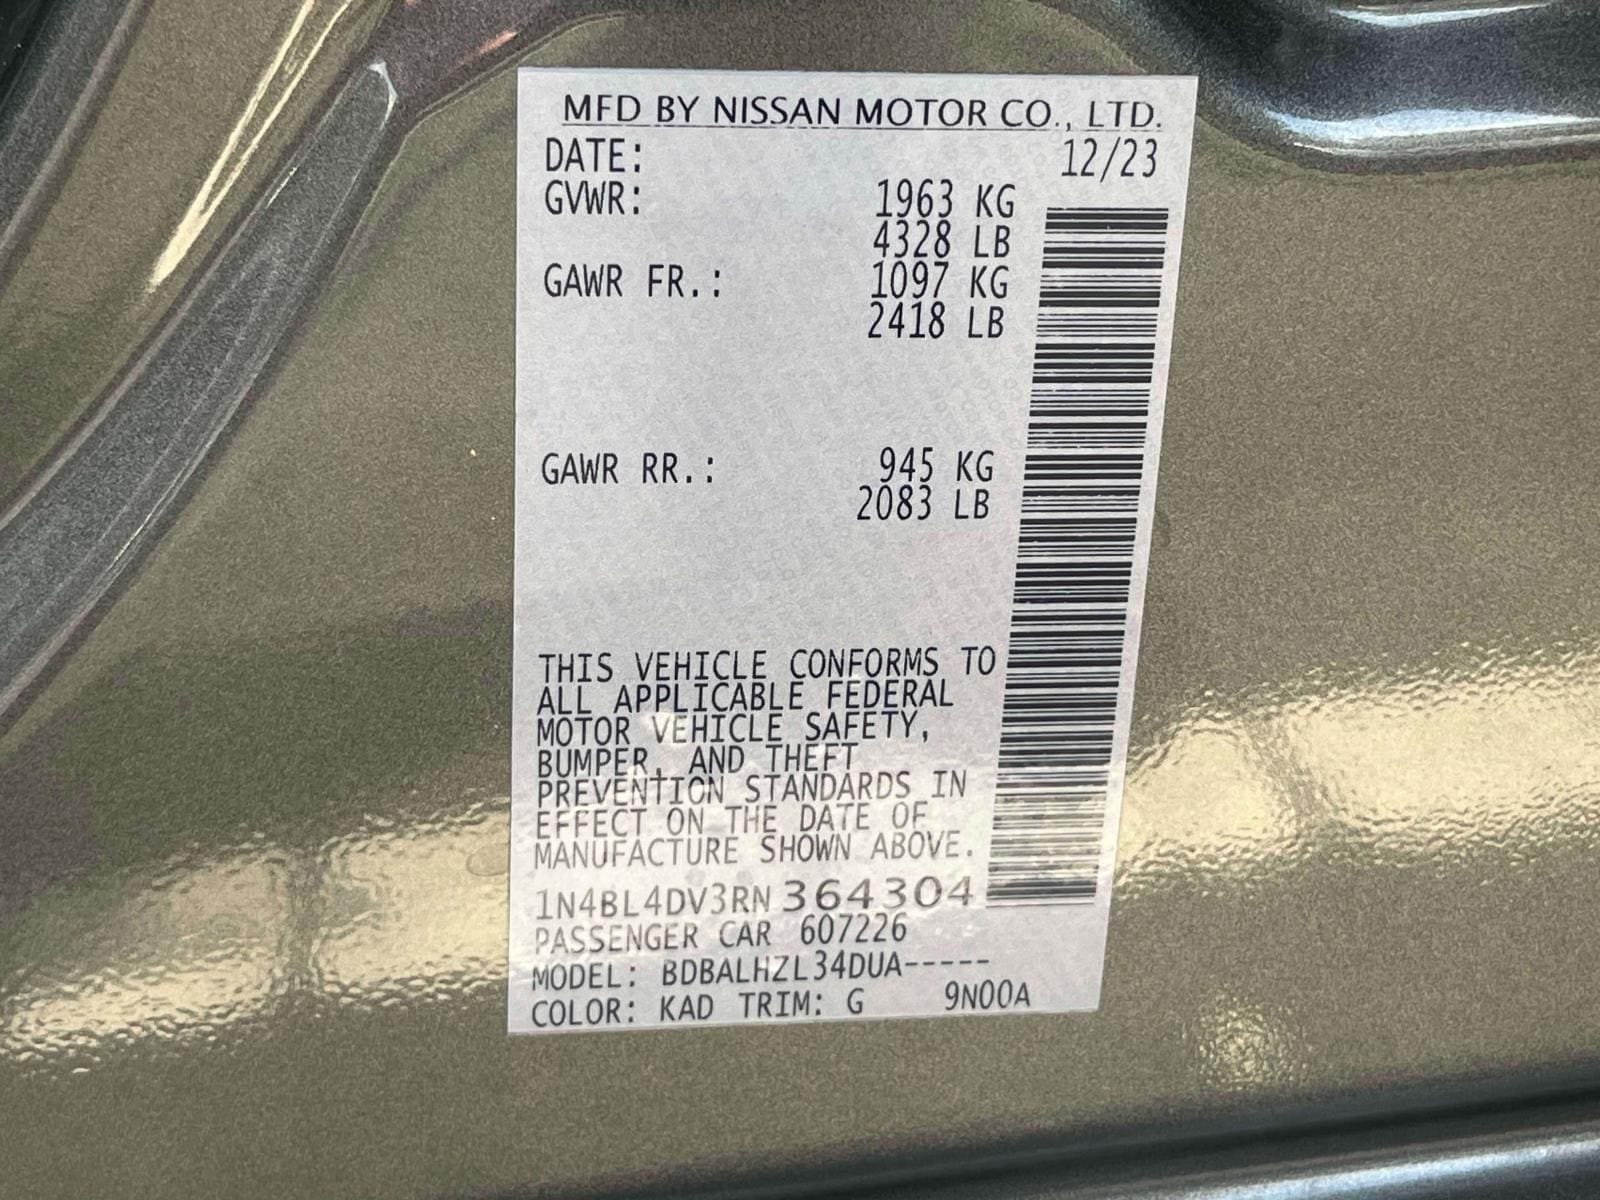 MFD BY NISSAN MOTOR CO., LTD.
DATE: 12/23
GVWR: 1963 KG
4328 LB
GAWR FR.: 1097 KG
2418 LB
GAWR RR.: 945 KG
2083 LB
THIS VEHICLE CONFORMS TO
ALL APPLICABLE FEDERAL
MOTOR VEHICLE SAFETY,
BUMPER, AND THEFT
PREVENTION STANDARDS IN
EFFECT ON THE DATE OF
MANUFACTURE SHOWN ABOVE.
1N4BL4DV3RN364304
PASSENGER CAR 607226
MODEL: BDBALHZL34DUA-----
COLOR: KAD TRIM: G 9N00A